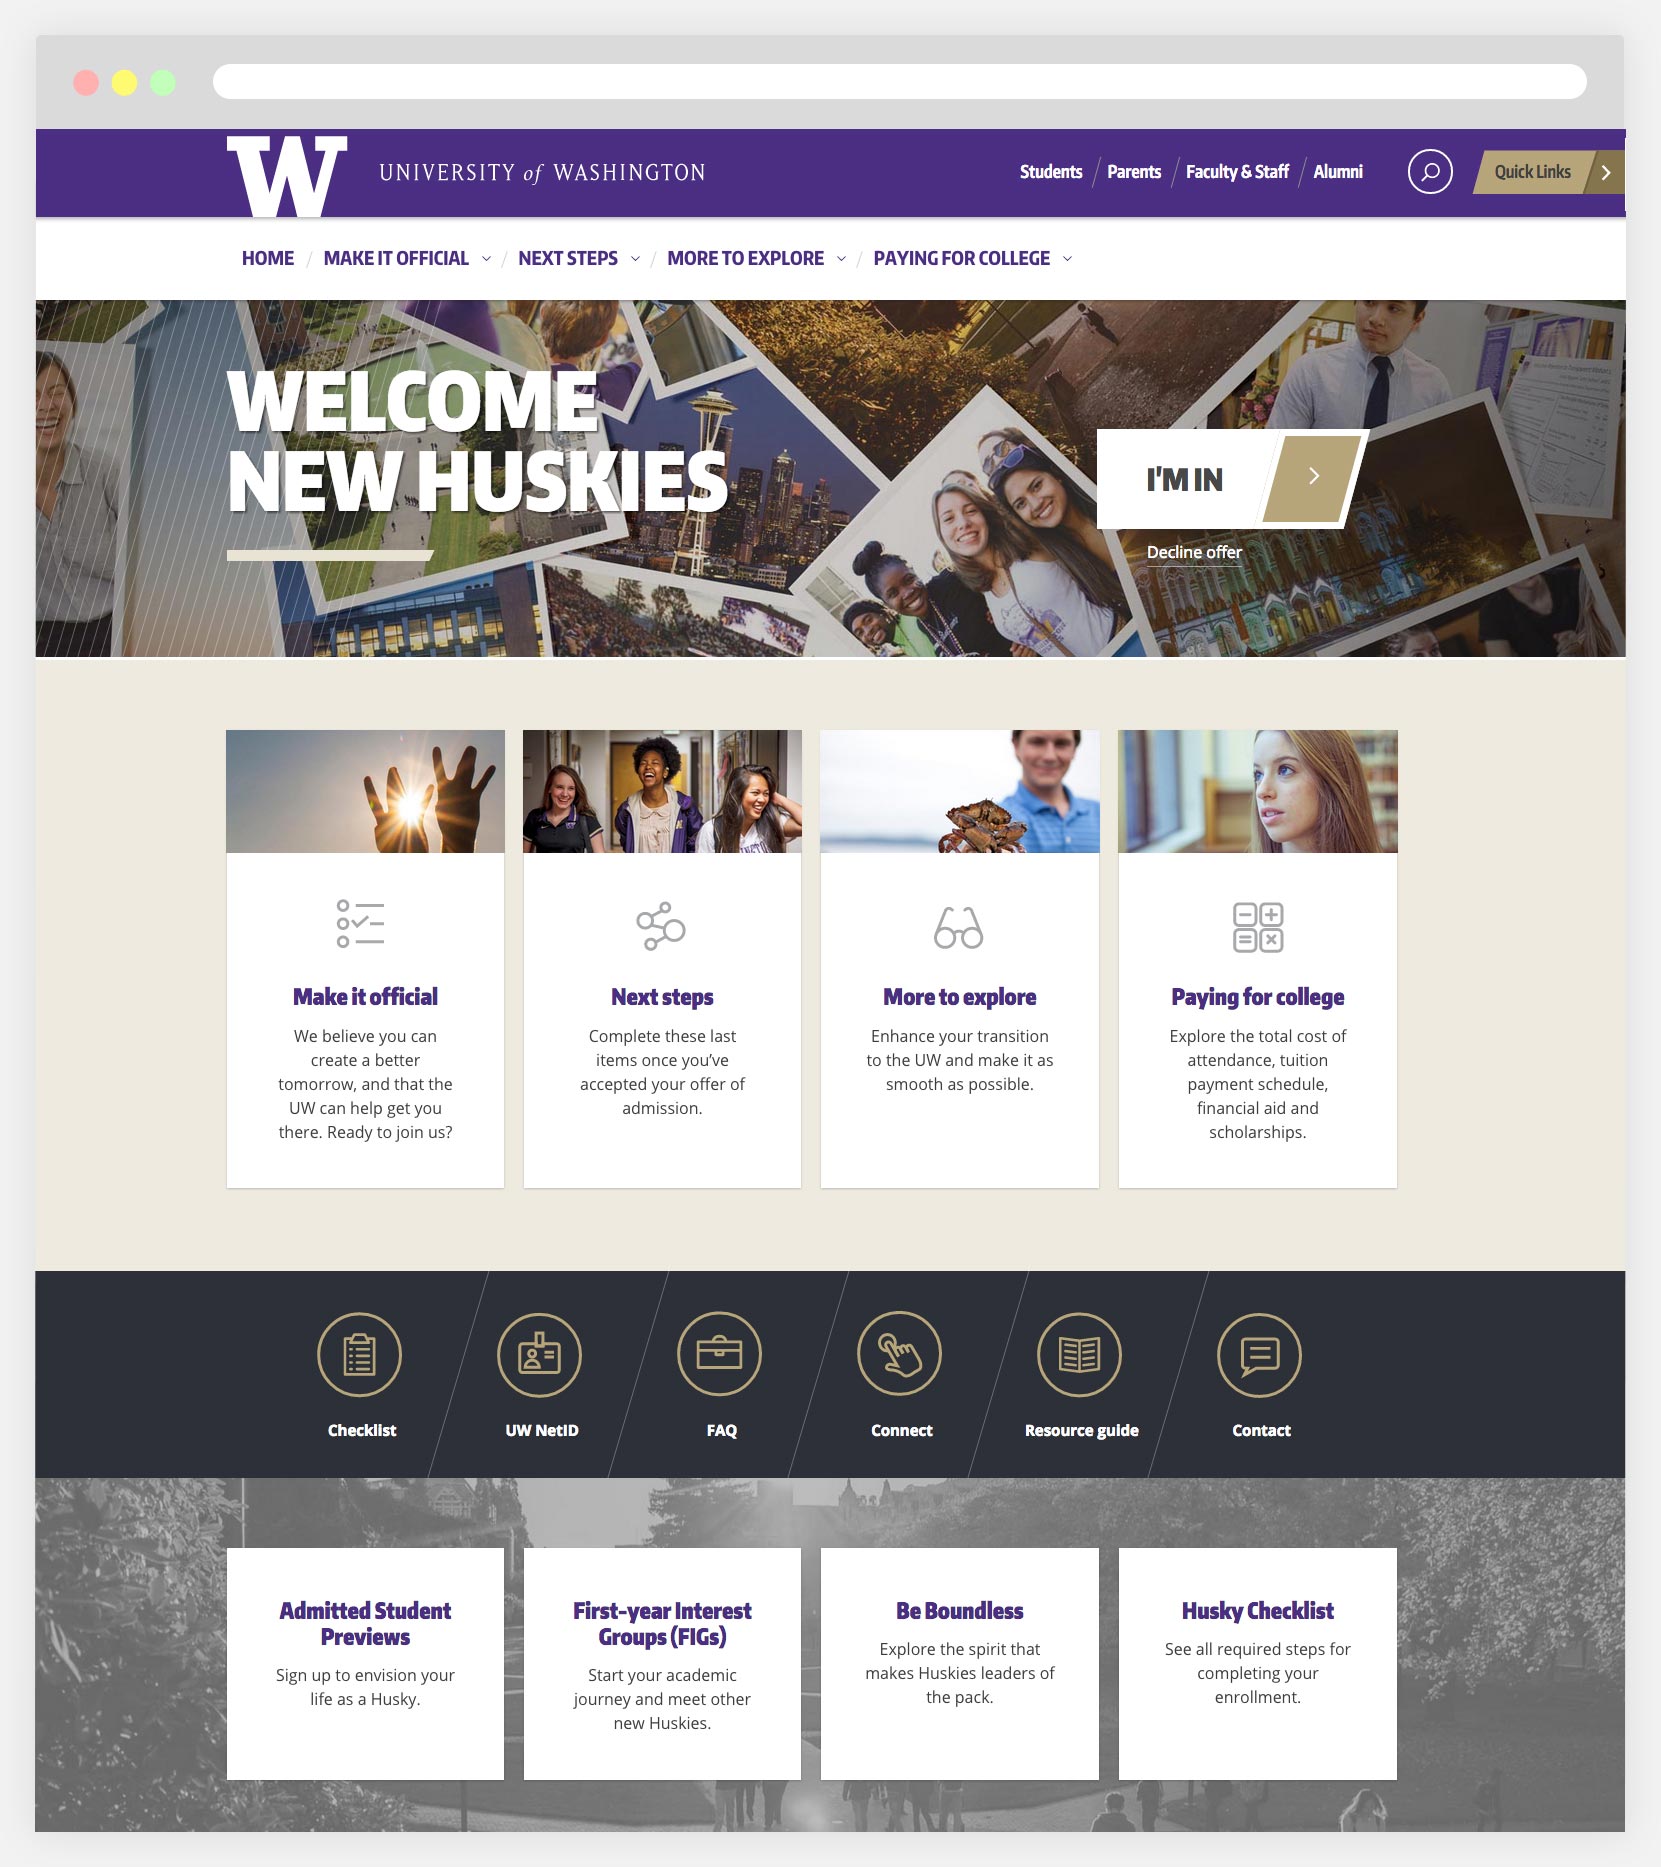 W
UNIVERSITY of WASHINGTON
Students
Parents
Faculty & Staff
Alumni
Quick Links
HOME
MAKE IT OFFICIAL
NEXT STEPS
MORE TO EXPLORE
PAYING FOR COLLEGE
WELCOME
NEW HUSKIES
I'M IN
Decline offer
Make it official
We believe you can
create a better
tomorrow, and that the
UW can help get you
there. Ready to join us?
Next steps
Complete these last
items once you’ve
accepted your offer of
admission.
More to explore
Enhance your transition
to the UW and make it as
smooth as possible.
Paying for college
Explore the total cost of
attendance, tuition
payment schedule,
financial aid and
scholarships.
Checklist
UW NetID
FAQ
Connect
Resource guide
Contact
Admitted Student
Previews
Sign up to envision your
life as a Husky.
First-year Interest
Groups (FIGs)
Start your academic
journey and meet other
new Huskies.
Be Boundless
Explore the spirit that
makes Huskies leaders of
the pack.
Husky Checklist
See all required steps for
completing your
enrollment.